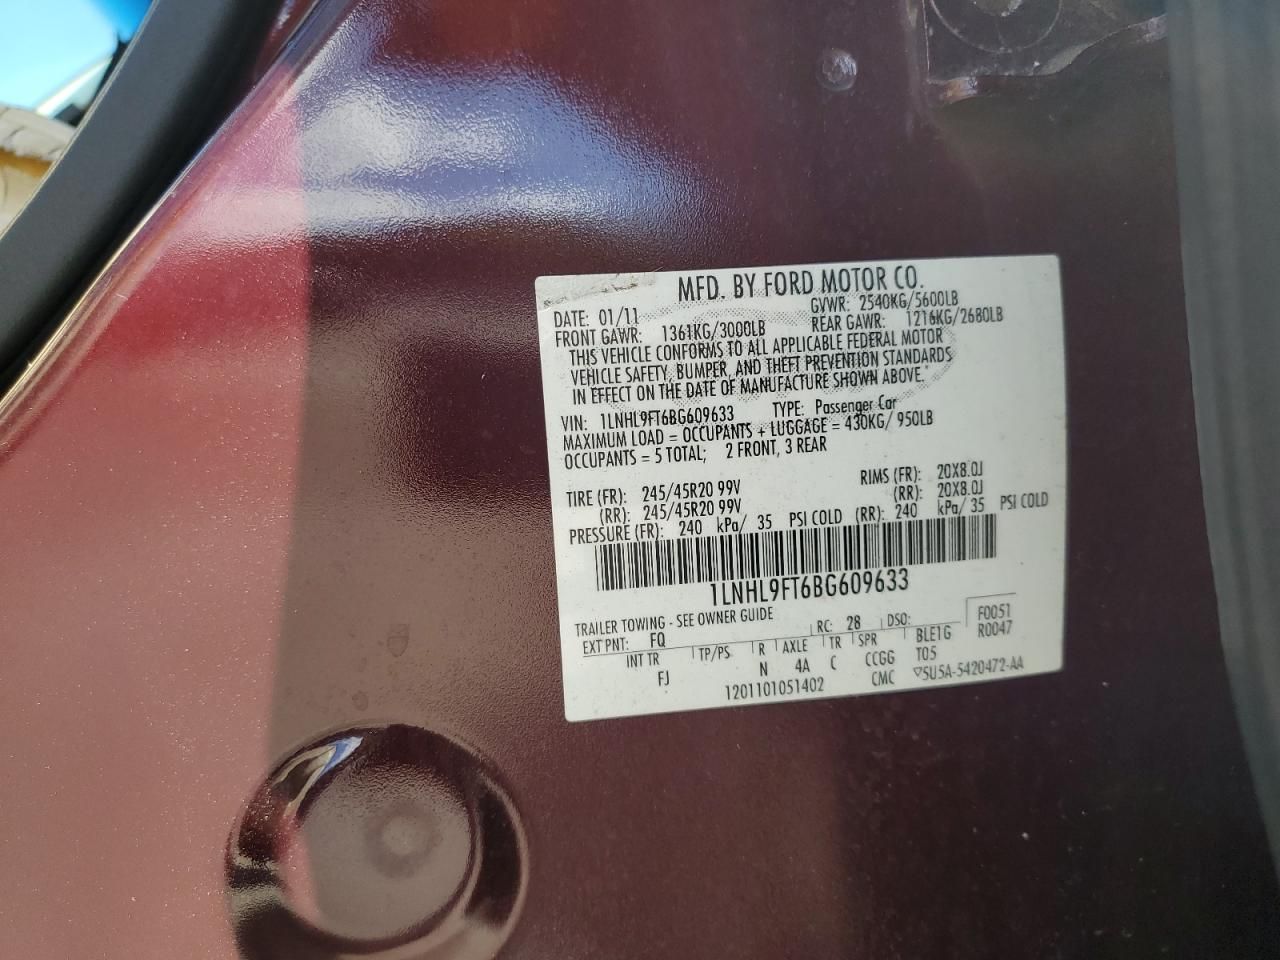 MFD. BY FORD MOTOR CO.
DATE: 01/11 GVWR: 2540KG/5600LB
FRONT GAWR: 1361KG/3000LB REAR GAWR: 1216KG/2680LB
THIS VEHICLE CONFORMS TO ALL APPLICABLE FEDERAL MOTOR
VEHICLE SAFETY, BUMPER, AND THEFT PREVENTION STANDARDS
IN EFFECT ON THE DATE OF MANUFACTURE SHOWN ABOVE.
VIN: 1LNHL9FT6BG609633 TYPE: Passenger Car
MAXIMUM LOAD = OCCUPANTS + LUGGAGE = 430KG/ 950LB
OCCUPANTS = 5 TOTAL; 2 FRONT, 3 REAR
TIRE (FR): 245/45R20 99V RIMS (FR): 20X8.0J
(RR): 245/45R20 99V (RR): 20X8.0J
PRESSURE (FR): 240 kPa/ 35 PSI COLD (RR): 240 kPa/ 35 PSI COLD
1LNHL9FT6BG609633
TRAILER TOWING - SEE OWNER GUIDE
EXT PNT: FQ RC: 28 DSO: F0051
INT TR TP/PS R AXLE TR SPR BLE1G R0047
FJ N 4A C CCGG T05
1201101051402 CMC ▽5U5A-5420472-AA